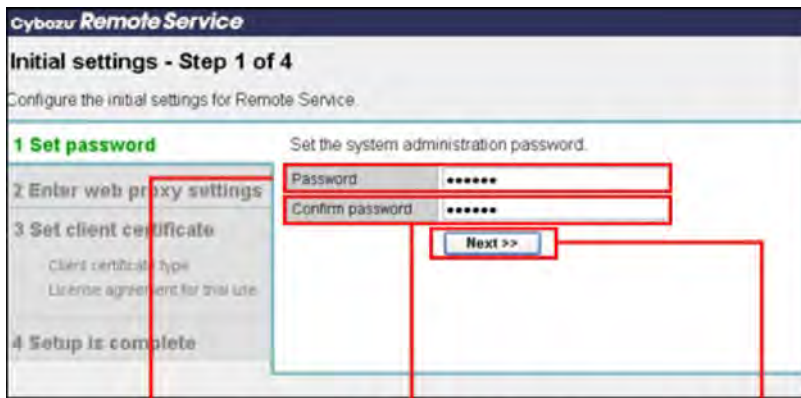 Cybozu Remote Service
Initial settings - Step 1 of 4
Configure the initial settings for Remote Service.
1 Set password
Set the system administration password.
Password ••••••
2 Enter web proxy settings
Confirm password ••••••
3 Set client certificate
Next >>
Client certificate type
License agreement for trial use
4 Setup is complete